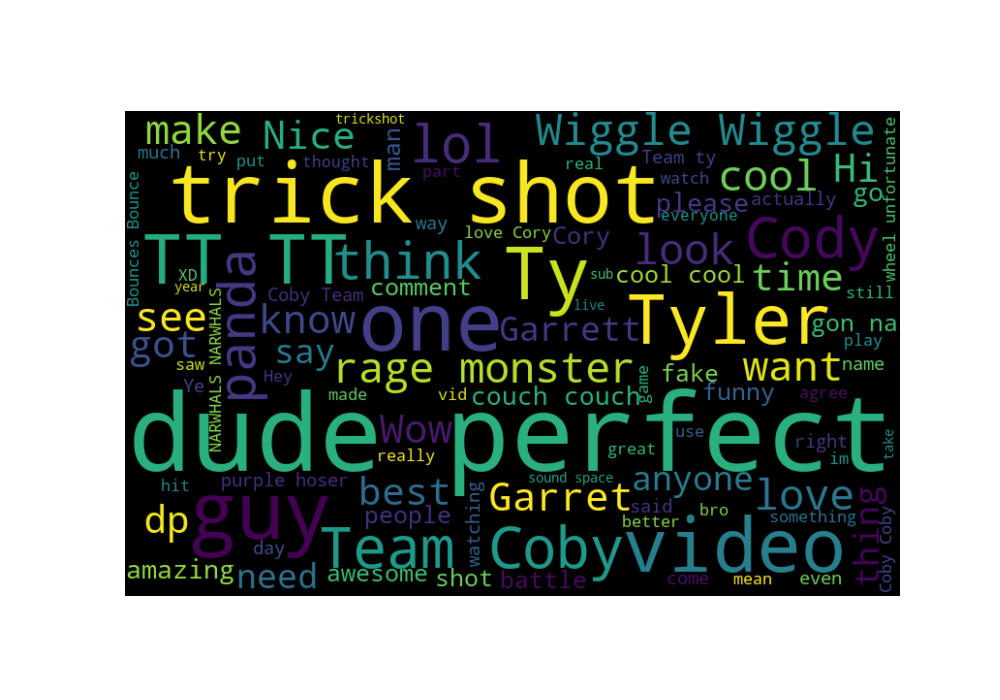 trickshot
make
Nice
man
lol
Wiggle Wiggle
much
try
put
thought
part
real
Team ty
watch
cool
Hi
wheel unfortunate
trick shot
please
actually
go
everyone
Bounces Bounce
way
love Cory
Cory
look
Cody
TT TT
think
Ty
XD
year
panda
Coby Team
comment
sub
cool cool
time
still
live
see
know
one
Garrett
Tyler
gon na
got
say
play
NARWHALS NARWHALS
saw
Ye
Hey
rage monster
fake
want
name
made
vid
couch couch
game
funny
agree
dude perfect
Wow
really
great
use
right
im
take
hit
purple hoser
best
watching
sound space
anyone
love
thing
Coby Coby
dp
guy
people
Garret
said
better
bro
something
day
Team Coby
video
amazing
need
awesome
shot
battle
come
mean
even